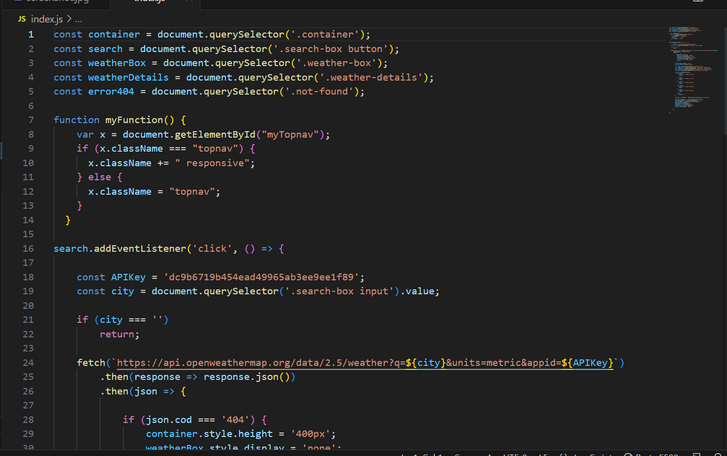 JS index.js > ...
1 const container = document.querySelector('.container');
2 const search = document.querySelector('.search-box button');
3 const weatherBox = document.querySelector('.weather-box');
4 const weatherDetails = document.querySelector('.weather-details');
5 const error404 = document.querySelector('.not-found');
6
7 function myFunction() {
8     var x = document.getElementById("myTopnav");
9     if (x.className === "topnav") {
10       x.className += " responsive";
11     } else {
12       x.className = "topnav";
13     }
14   }
15
16 search.addEventListener('click', () => {
17
18     const APIKey = 'dc9b6719b454ead49965ab3ee9ee1f89';
19     const city = document.querySelector('.search-box input').value;
20
21     if (city === '')
22         return;
23
24     fetch(`https://api.openweathermap.org/data/2.5/weather?q=${city}&units=metric&appid=${APIKey}`)
25         .then(response => response.json())
26         .then(json => {
27
28             if (json.cod === '404') {
29                 container.style.height = '400px';
30                 weatherBox.style.display = 'none';